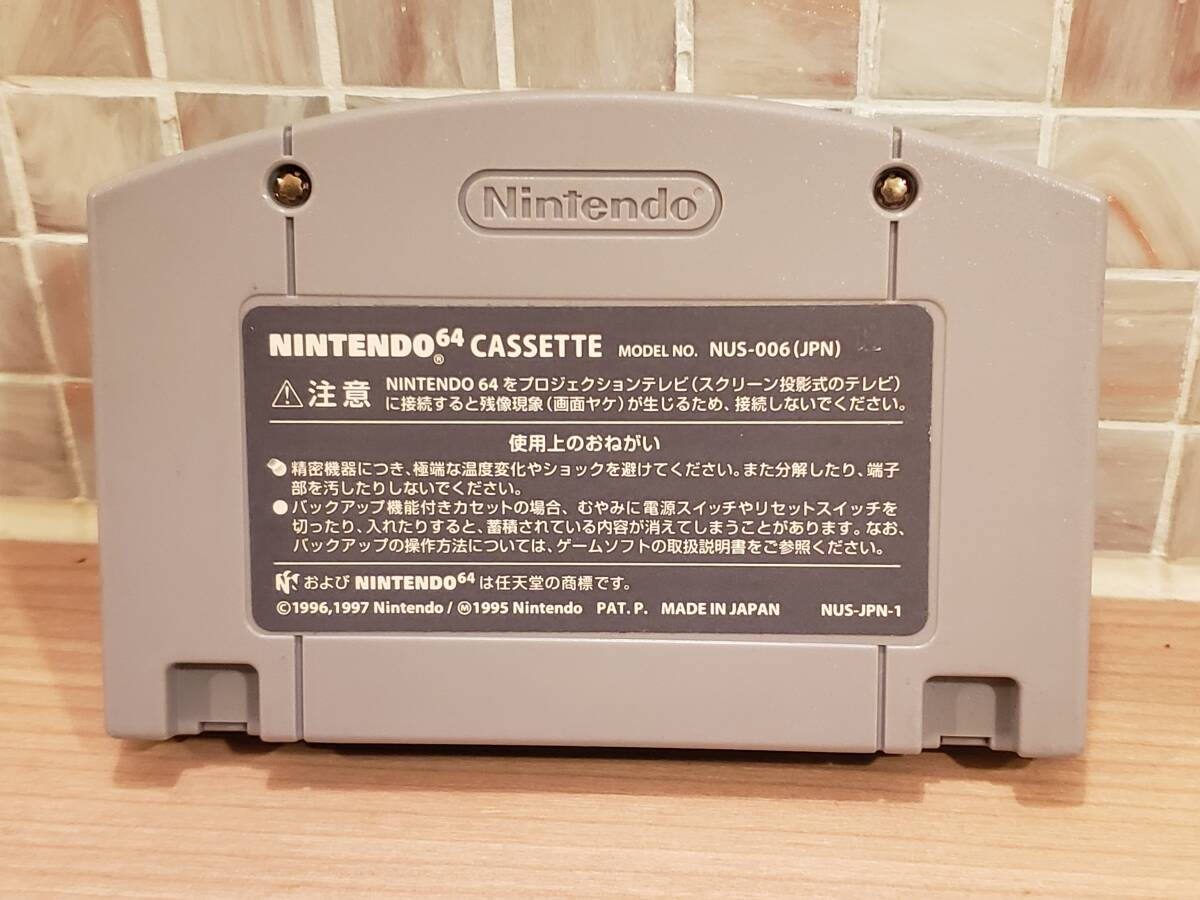 Nintendo®
NINTENDO64® CASSETTE MODEL NO. NUS-006(JPN)
⚠注意 NINTENDO 64をプロジェクションテレビ(スクリーン投影式のテレビ)
に接続すると残像現象(画面ヤケ)が生じるため、接続しないでください。
使用上のおねがい
●精密機器につき、極端な温度変化やショックを避けてください。また分解したり、端子
部を汚したりしないでください。
●バックアップ機能付きカセットの場合、むやみに電源スイッチやリセットスイッチを
切ったり、入れたりすると、蓄積されている内容が消えてしまうことがあります。なお、
バックアップの操作方法については、ゲームソフトの取扱説明書をご参照ください。
および NINTENDO64 は任天堂の商標です。
©1996,1997 Nintendo/Ⓜ1995 Nintendo PAT. P. MADE IN JAPAN NUS-JPN-1